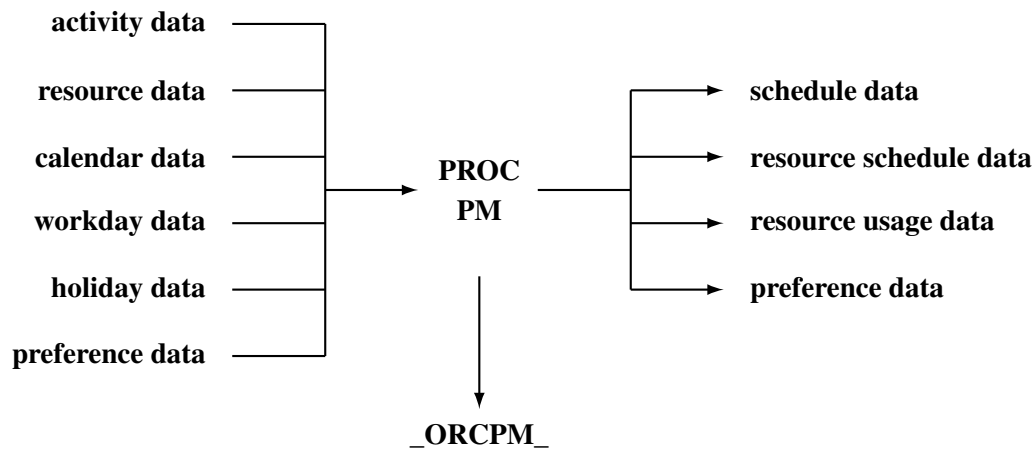 activity data
resource data
calendar data
workday data
holiday data
preference data
PROC
PM
_ORCPM_
schedule data
resource schedule data
resource usage data
preference data